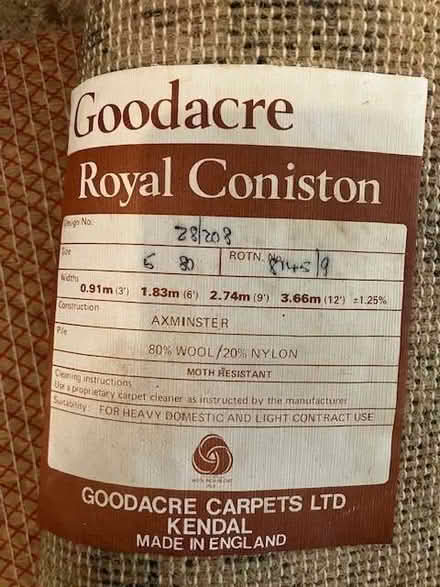 Goodacre
Royal Coniston
Design No. 28/208
Size 5 80 ROTN. No. 8145/9
Widths 0.91m (3') 1.83m (6') 2.74m (9') 3.66m (12') ±1.25%
Construction AXMINSTER
Pile 80% WOOL/20% NYLON
MOTH RESISTANT
Cleaning instructions
Use a proprietary carpet cleaner as instructed by the manufacturer
Suitability: FOR HEAVY DOMESTIC AND LIGHT CONTRACT USE
GOODACRE CARPETS LTD
KENDAL
MADE IN ENGLAND